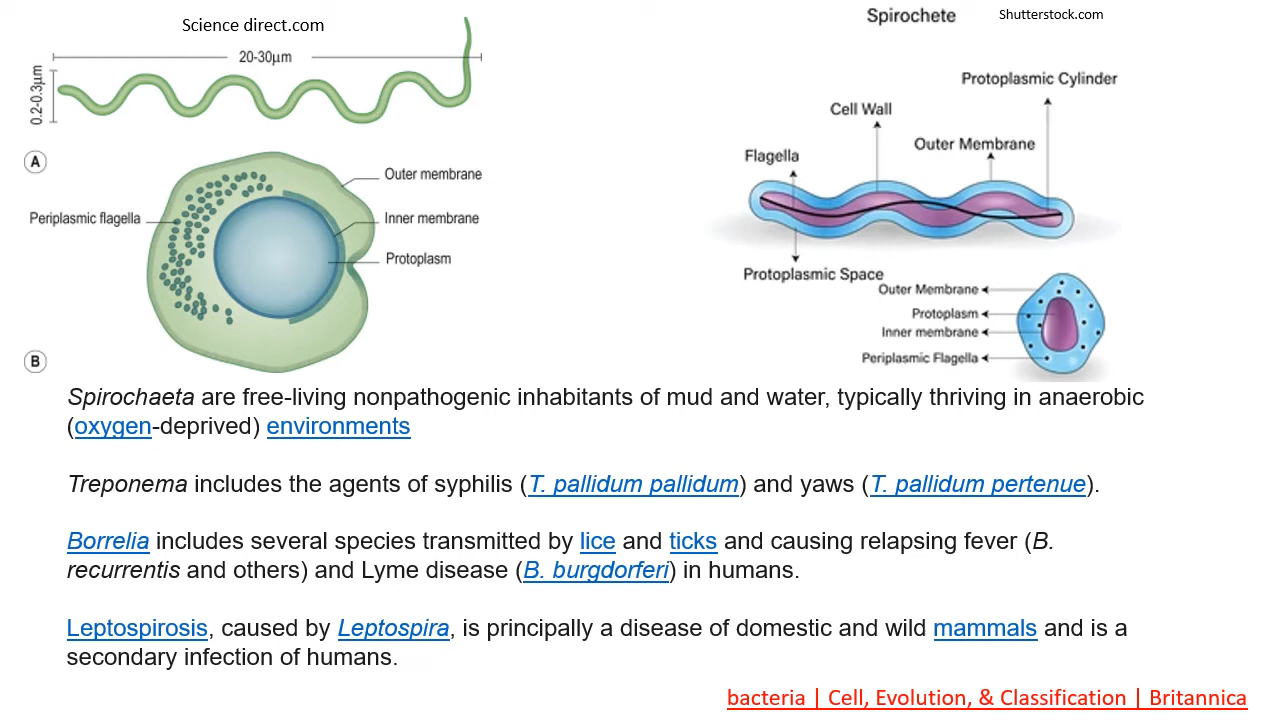 Science direct.com
20-30µm
0.2-0.3µm
A
Outer membrane
Periplasmic flagella
Inner membrane
Protoplasm
B
Spirochete
Shutterstock.com
Protoplasmic Cylinder
Cell Wall
Outer Membrane
Flagella
Protoplasmic Space
Outer Membrane
Protoplasm
Inner membrane
Periplasmic Flagella
Spirochaeta are free-living nonpathogenic inhabitants of mud and water, typically thriving in anaerobic
(oxygen-deprived) environments
Treponema includes the agents of syphilis (T. pallidum pallidum) and yaws (T. pallidum pertenue).
Borrelia includes several species transmitted by lice and ticks and causing relapsing fever (B.
recurrentis and others) and Lyme disease (B. burgdorferi) in humans.
Leptospirosis, caused by Leptospira, is principally a disease of domestic and wild mammals and is a
secondary infection of humans.
bacteria | Cell, Evolution, & Classification | Britannica